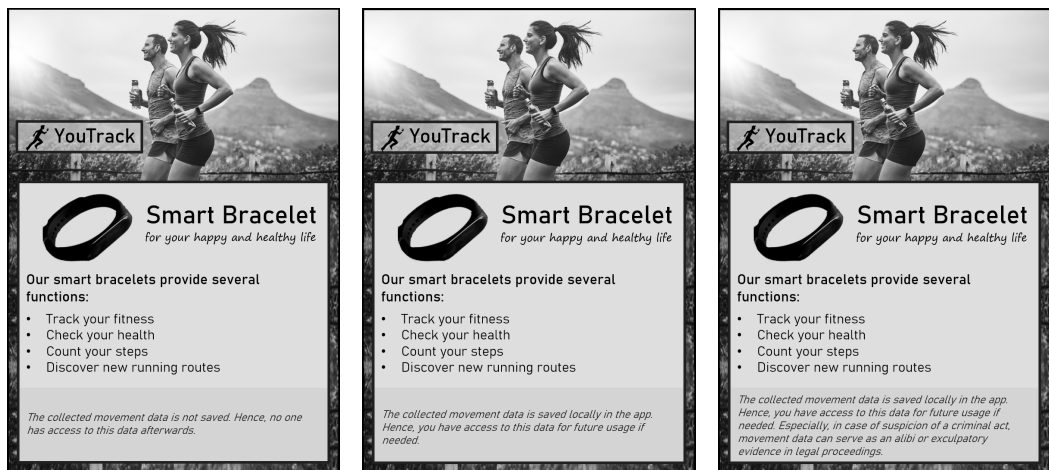 YouTrack
Smart Bracelet
for your happy and healthy life
Our smart bracelets provide several
functions:
• Track your fitness
• Check your health
• Count your steps
• Discover new running routes
The collected movement data is not saved. Hence, no one
has access to this data afterwards.
YouTrack
Smart Bracelet
for your happy and healthy life
Our smart bracelets provide several
functions:
• Track your fitness
• Check your health
• Count your steps
• Discover new running routes
The collected movement data is saved locally in the app.
Hence, you have access to this data for future usage if
needed.
YouTrack
Smart Bracelet
for your happy and healthy life
Our smart bracelets provide several
functions:
• Track your fitness
• Check your health
• Count your steps
• Discover new running routes
The collected movement data is saved locally in the app.
Hence, you have access to this data for future usage if
needed. Especially, in case of suspicion of a criminal act,
movement data can serve as an alibi or exculpatory
evidence in legal proceedings.